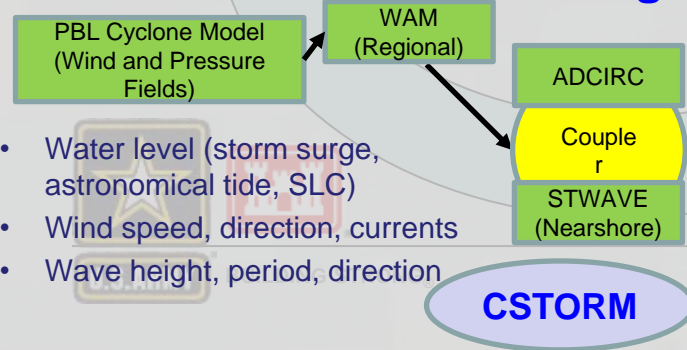 g
PBL Cyclone Model
(Wind and Pressure
Fields)
WAM
(Regional)
ADCIRC
Couple
r
STWAVE
(Nearshore)
• Water level (storm surge,
astronomical tide, SLC)
• Wind speed, direction, currents
• Wave height, period, direction
CSTORM